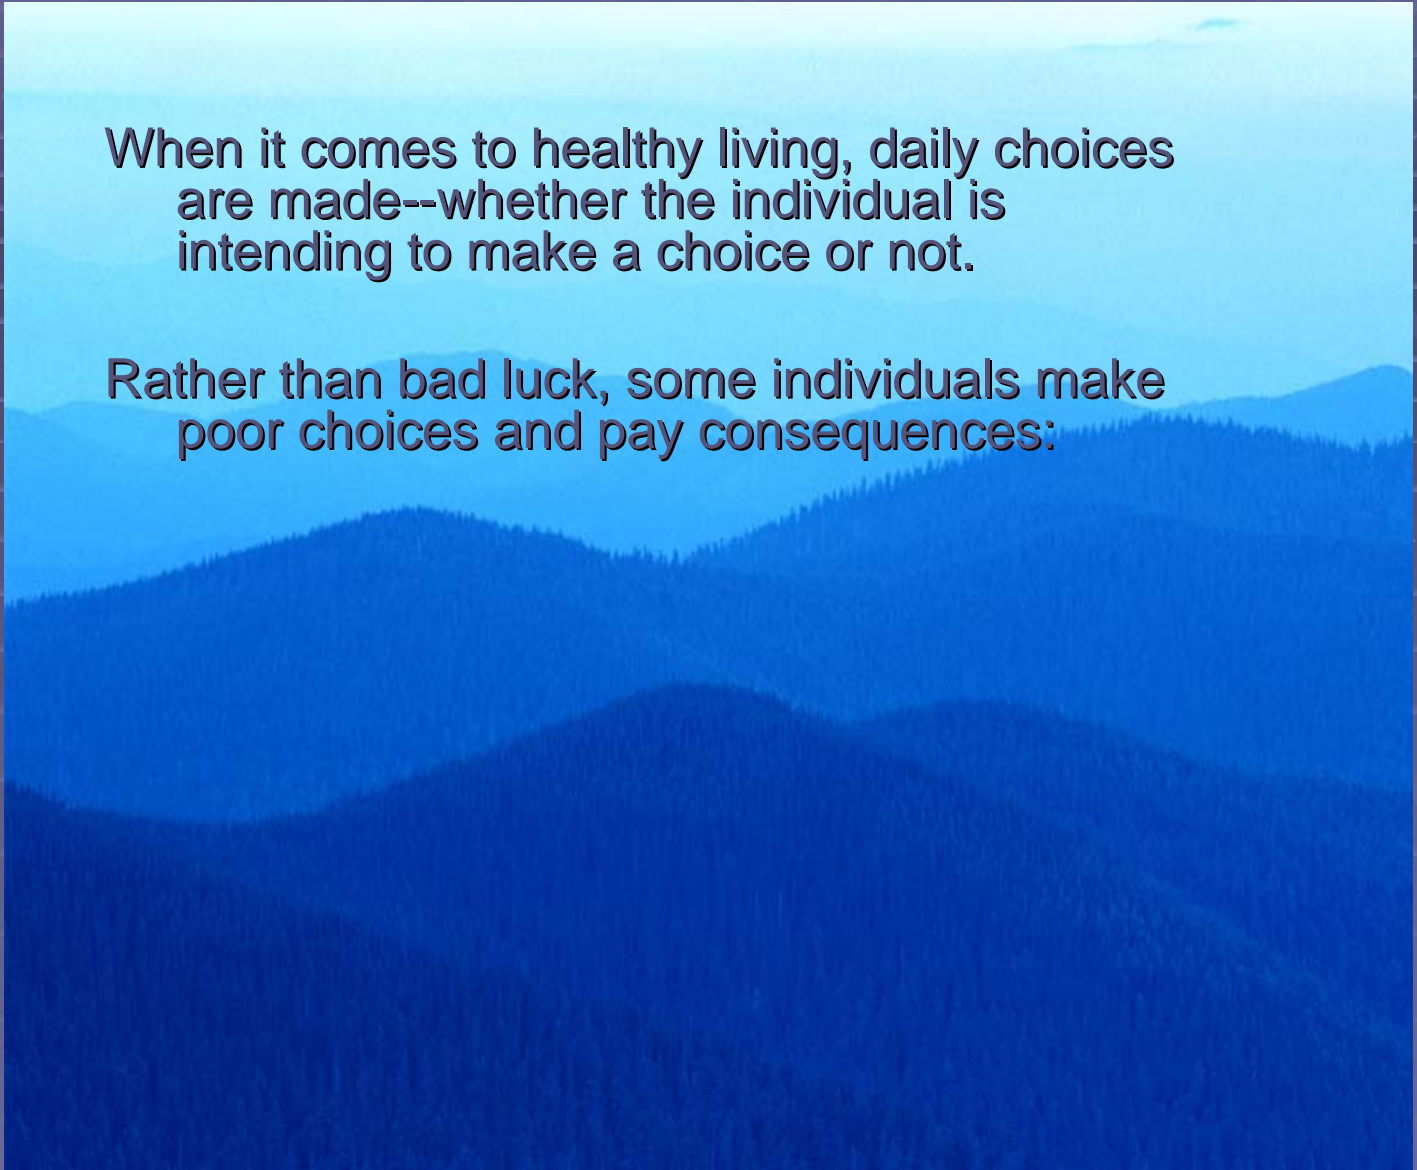 When it comes to healthy living, daily choices
are made--whether the individual is
intending to make a choice or not.
Rather than bad luck, some individuals make
poor choices and pay consequences: